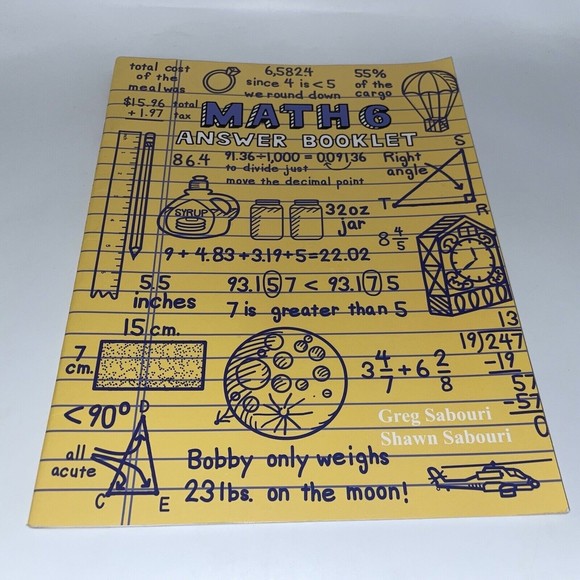 total cost
of the
meal was
$15.96 total
+ 1.97 tax
6,5824
since 4 is < 5
we round down
55%
of the
cargo
MATH 6
ANSWER BOOKLET
86.4
91.36÷1,000 = 0.09136
to divide just
move the decimal point
Right
angle
S
T
R
SYRUP
32oz
jar
8 4/5
9 + 4.83 + 3.19 + 5 = 22.02
5.5
inches
93.157 < 93.175
7 is greater than 5
15 cm.
7
cm.
13
19)247
-19
57
-57
0
3 4/7 + 6 2/8
<90°
D
all
acute
C
E
Greg Sabouri
Shawn Sabouri
Bobby only weighs
23 lbs. on the moon!